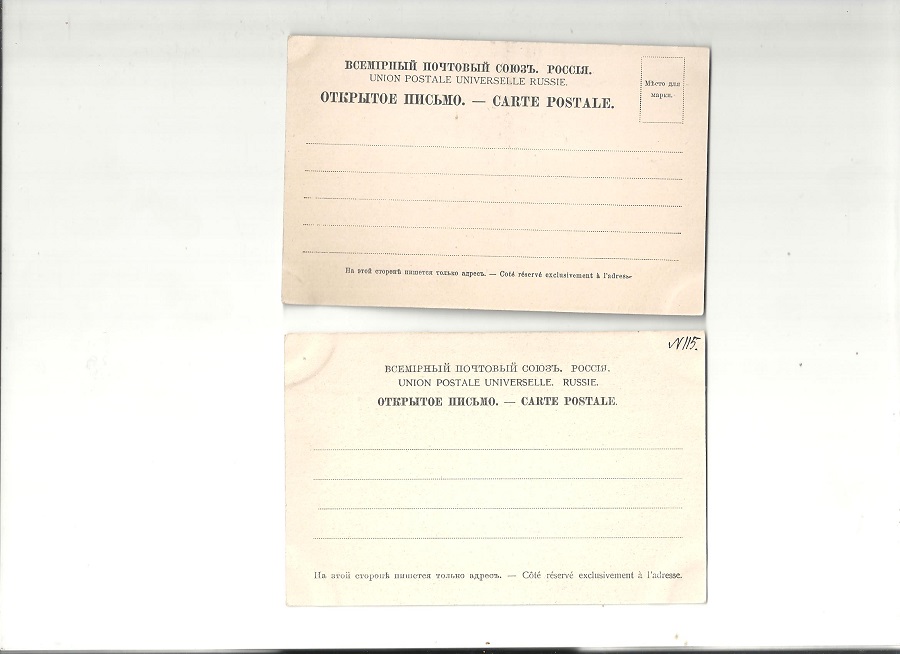 ВСЕМІРНЫЙ ПОЧТОВЫЙ СОЮЗЪ. РОССІЯ.
UNION POSTALE UNIVERSELLE RUSSIE.
ОТКРЫТОЕ ПИСЬМО. — CARTE POSTALE.
Мѣсто для
марки.
На этой сторонѣ пишется только адресъ. — Coté réservé exclusivement à l'adresse
N 115.
ВСЕМІРНЫЙ ПОЧТОВЫЙ СОЮЗЪ. РОССІЯ.
UNION POSTALE UNIVERSELLE. RUSSIE.
ОТКРЫТОЕ ПИСЬМО. — CARTE POSTALE.
На этой сторонѣ пишется только адресъ. — Côté réservé exclusivement à l'adresse.